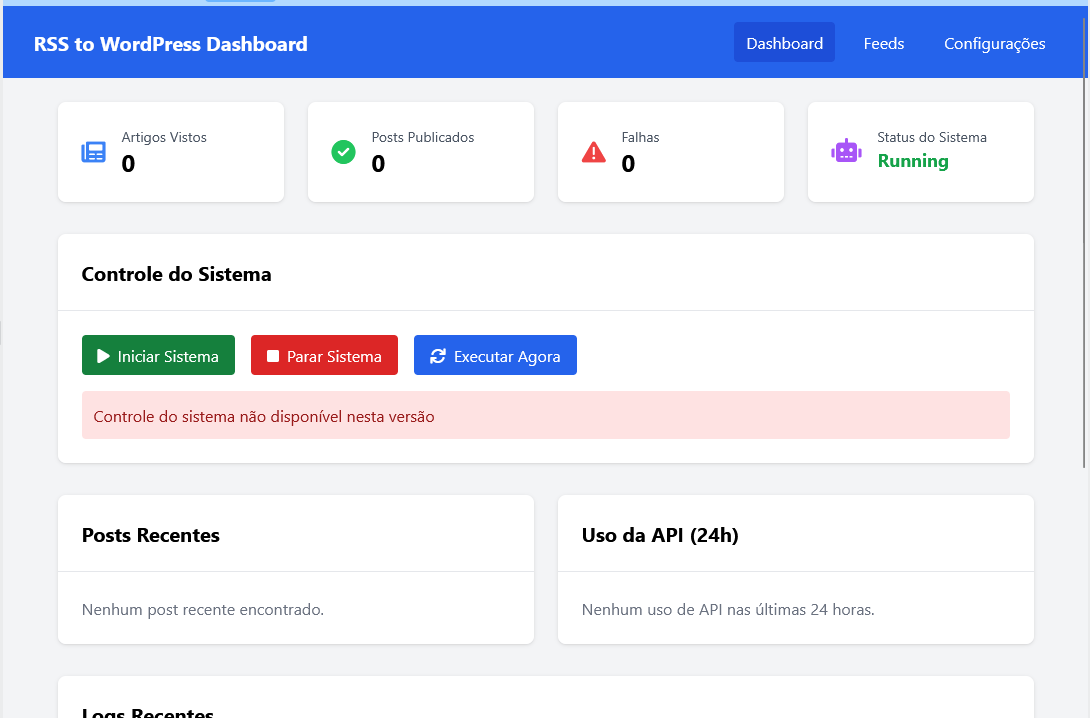 RSS to WordPress Dashboard
Dashboard
Feeds
Configurações
Artigos Vistos
0
Posts Publicados
0
Falhas
0
Status do Sistema
Running
Controle do Sistema
Iniciar Sistema
Parar Sistema
Executar Agora
Controle do sistema não disponível nesta versão
Posts Recentes
Nenhum post recente encontrado.
Uso da API (24h)
Nenhum uso de API nas últimas 24 horas.
Logs Recentes